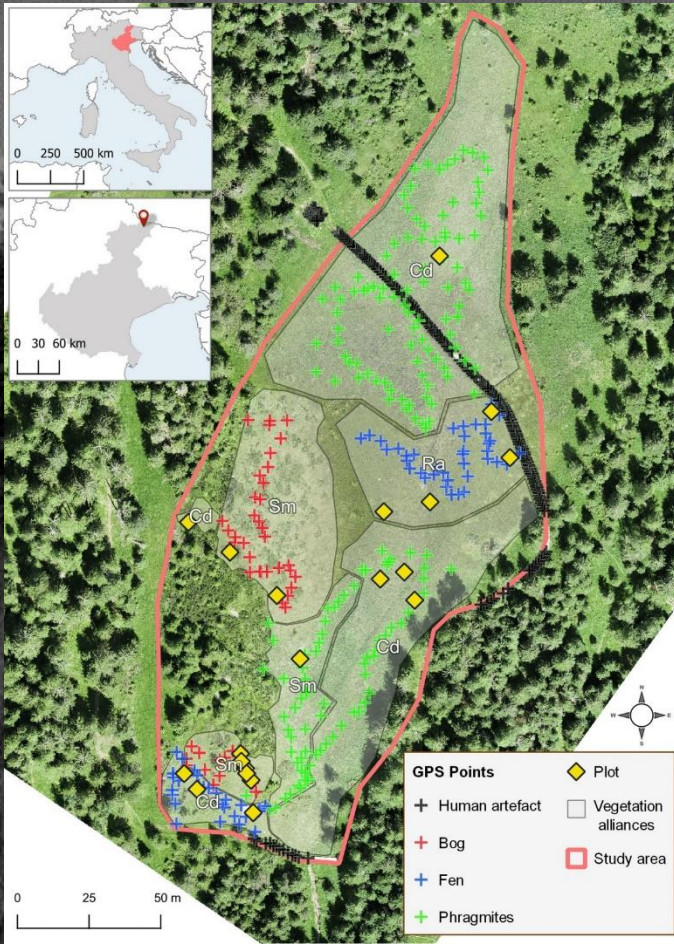 0 250 500 km
0 30 60 km
Cd
Ra
Sm
Cd
Cd
Sm
Sm
Cd
N
W E
S
GPS Points
Human artefact
Bog
Fen
Phragmites
Plot
Vegetation
alliances
Study area
0 25 50 m